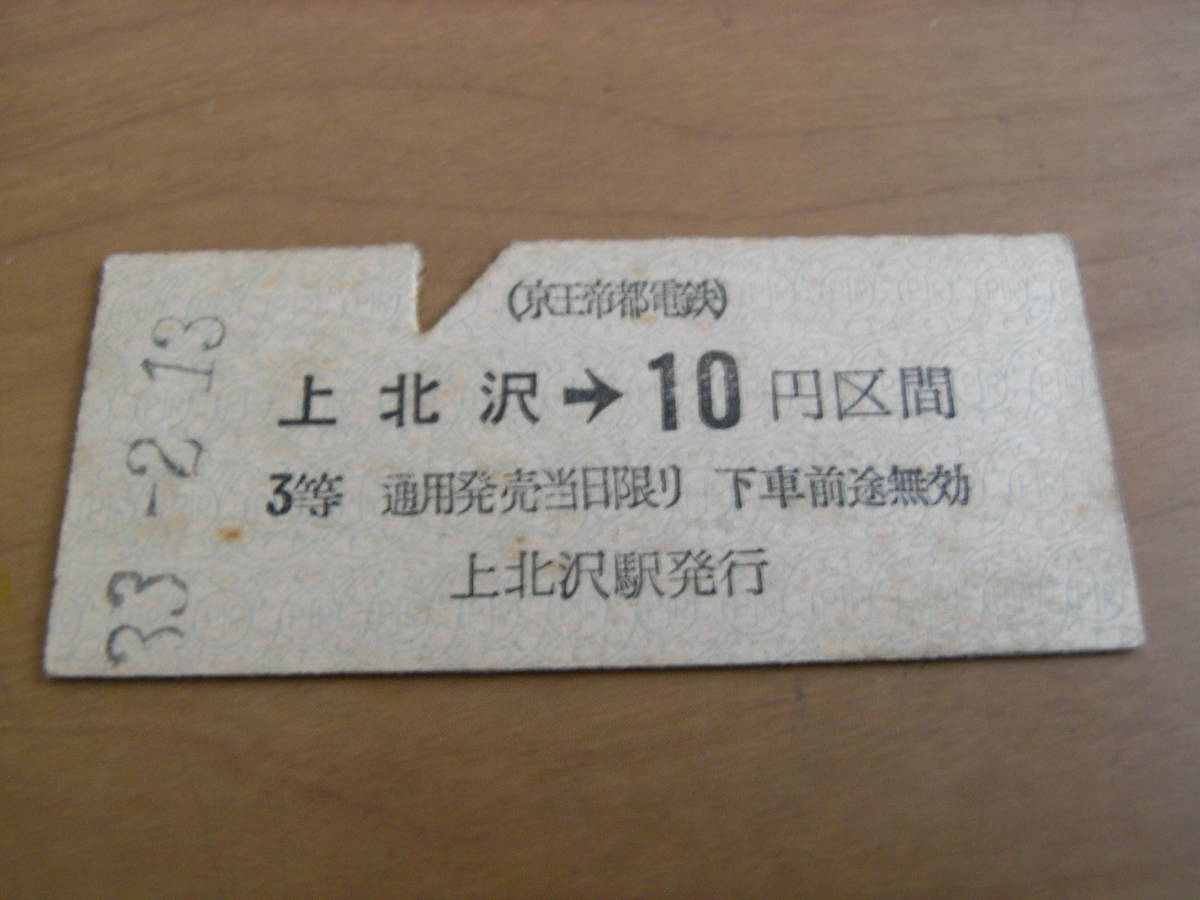 (京王帝都電鉄)
上北沢→10円区間
3等 通用発売当日限り 下車前途無効
上北沢駅発行
33-2-13